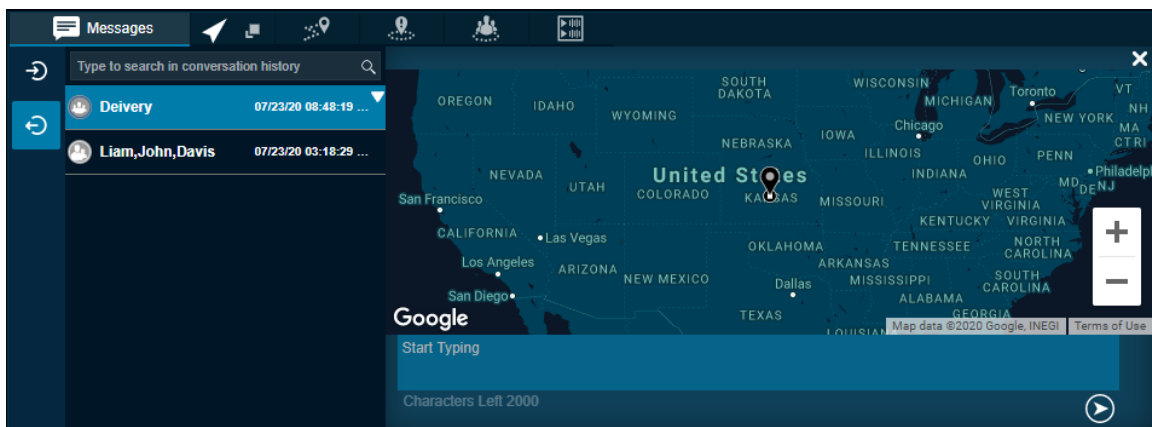 Messages
Type to search in conversation history
Deivery 07/23/20 08:48:19 ...
Liam,John,Davis 07/23/20 03:18:29 ...
SOUTH DAKOTA
WISCONSIN
OREGON
IDAHO
WYOMING
MICHIGAN
Toronto
VT
NH
NEW YORK
MA
CT RI
NEBRASKA
IOWA
Chicago
ILLINOIS
INDIANA
OHIO
PENN
Philadelp
NEVADA
UTAH
COLORADO
United States
KANSAS
MISSOURI
WEST VIRGINIA
MD
DE NJ
San Francisco
KENTUCKY
VIRGINIA
CALIFORNIA
Las Vegas
OKLAHOMA
TENNESSEE
NORTH CAROLINA
Los Angeles
ARIZONA
NEW MEXICO
ARKANSAS
Dallas
MISSISSIPPI
SOUTH CAROLINA
San Diego
ALABAMA
TEXAS
GEORGIA
LOUISIAN
Google
Map data ©2020 Google, INEGI
Terms of Use
Start Typing
Characters Left 2000